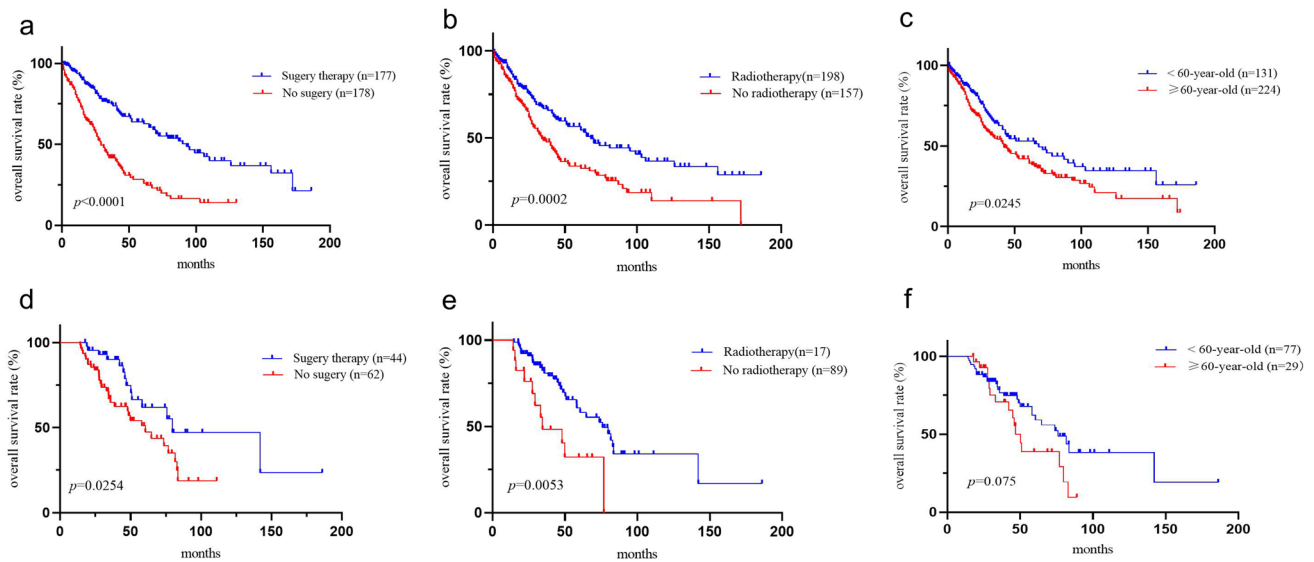 a
overall survival rate (%)
100
50
0
0
50
100
150
200
months
Sugery therapy (n=177)
No sugery (n=178)
p<0.0001
b
overall survival rate (%)
100
50
0
0
50
100
150
200
months
Radiotherapy(n=198)
No radiotherapy (n=157)
p=0.0002
c
overall survival rate (%)
100
50
0
0
50
100
150
200
months
< 60-year-old (n=131)
≥60-year-old (n=224)
p=0.0245
d
overall survival rate (%)
100
50
0
0
50
100
150
200
months
Sugery therapy (n=44)
No sugery (n=62)
p=0.0254
e
overall survival rate (%)
100
50
0
0
50
100
150
200
months
Radiotherapy(n=17)
No radiotherapy (n=89)
p=0.0053
f
overall survival rate (%)
100
50
0
0
50
100
150
200
months
< 60-year-old (n=77)
≥60-year-old (n=29)
p=0.075